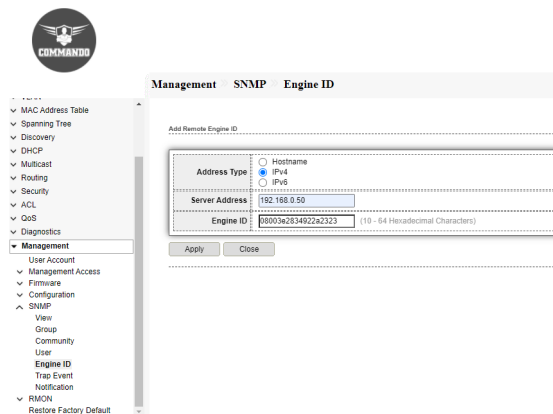 COMMANDO
Management SNMP Engine ID
MAC Address Table
Spanning Tree
Discovery
DHCP
Multicast
Routing
Security
ACL
QoS
Diagnostics
Management
User Account
Management Access
Firmware
Configuration
SNMP
View
Group
Community
User
Engine ID
Trap Event
Notification
RMON
Restore Factory Default
Add Remote Engine ID
Address Type
Hostname
IPv4
IPv6
Server Address 192.168.0.50
Engine ID 08003e2834922a2323 (10 - 64 Hexadecimal Characters)
Apply Close